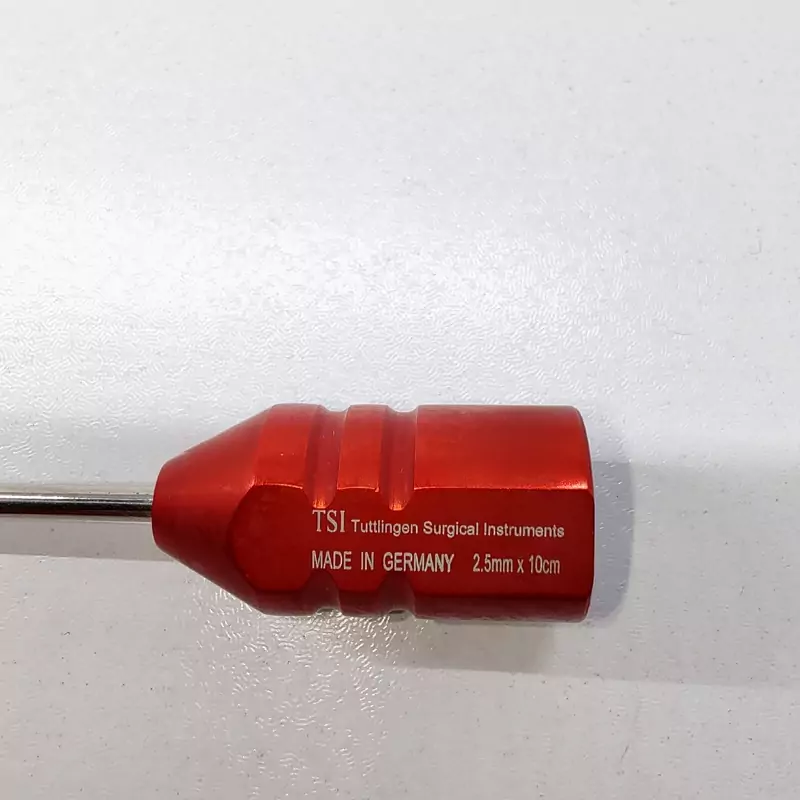 TSI Tuttlingen Surgical Instruments
MADE IN GERMANY 2.5mm x 10cm